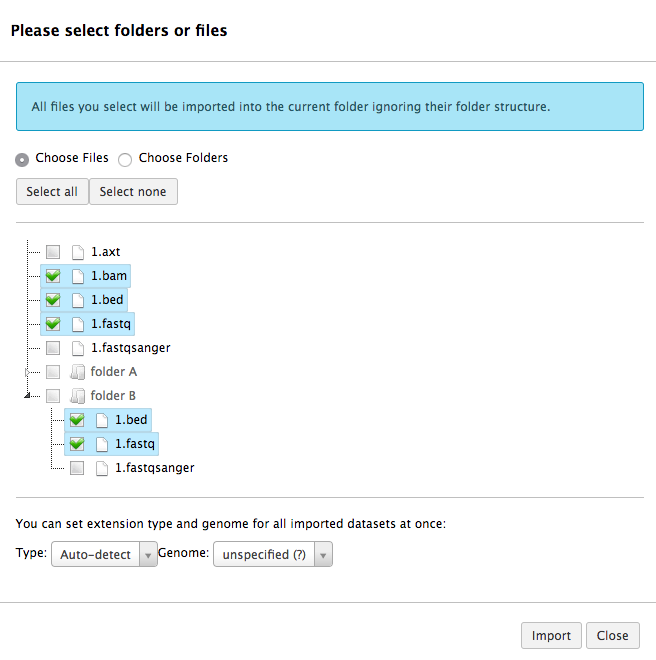 Please select folders or files
All files you select will be imported into the current folder ignoring their folder structure.
Choose Files Choose Folders
Select all Select none
1.axt
1.bam
1.bed
1.fastq
1.fastqsanger
folder A
folder B
1.bed
1.fastq
1.fastqsanger
You can set extension type and genome for all imported datasets at once:
Type: Auto-detect Genome: unspecified (?)
Import Close